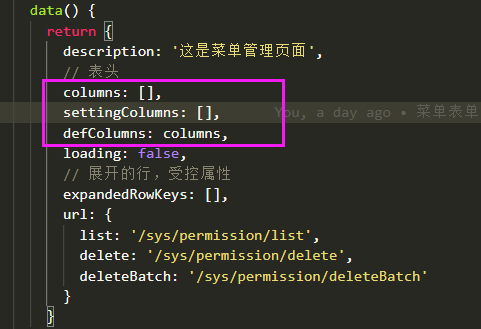 data() {
return {
description: '这是菜单管理页面',
// 表头
columns: [],
settingColumns: [], You, a day ago • 菜单表单
defColumns: columns,
loading: false,
// 展开的行，受控属性
expandedRowKeys: [],
url: {
list: '/sys/permission/list',
delete: '/sys/permission/delete',
deleteBatch: '/sys/permission/deleteBatch'
}
}